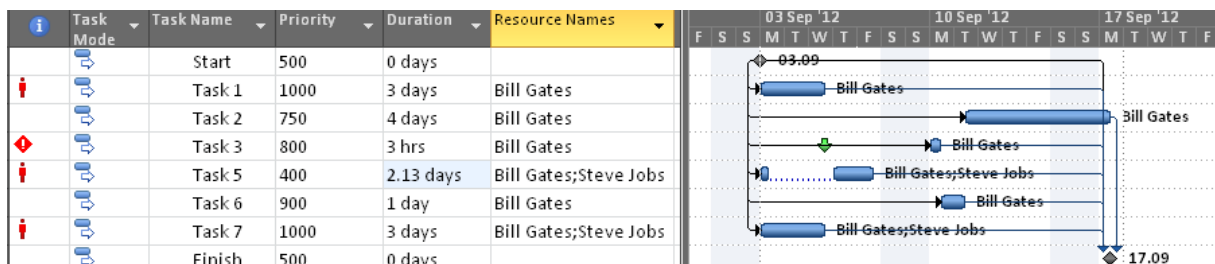 Task Mode Task Name Priority Duration Resource Names
03 Sep '12 10 Sep '12 17 Sep '12
F S S M T W T F S S M T W T F S S M T W T F
Start 500 0 days 03.09
Task 1 1000 3 days Bill Gates Bill Gates
Task 2 750 4 days Bill Gates Bill Gates
Task 3 800 3 hrs Bill Gates Bill Gates
Task 5 400 2.13 days Bill Gates;Steve Jobs Bill Gates;Steve Jobs
Task 6 900 1 day Bill Gates Bill Gates
Task 7 1000 3 days Bill Gates;Steve Jobs Bill Gates;Steve Jobs
Finish 500 0 days 17.09